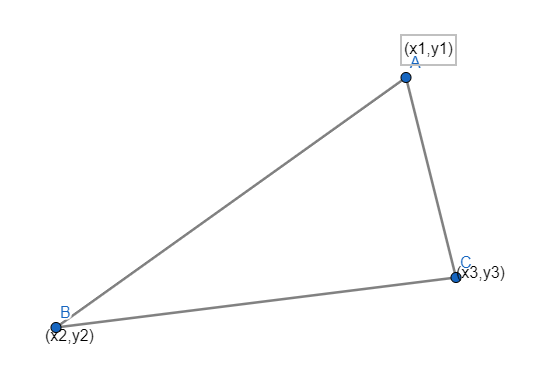 (x1,y1)
A
C
(x3,y3)
B
(x2,y2)